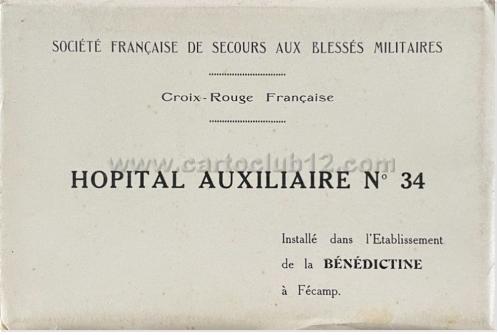 SOCIÉTÉ FRANÇAISE DE SECOURS AUX BLESSÉS MILITAIRES
Croix-Rouge Française
www.cartoclub12.com
HOPITAL AUXILIAIRE N° 34
Installé dans l'Etablissement
de la BÉNÉDICTINE
à Fécamp.